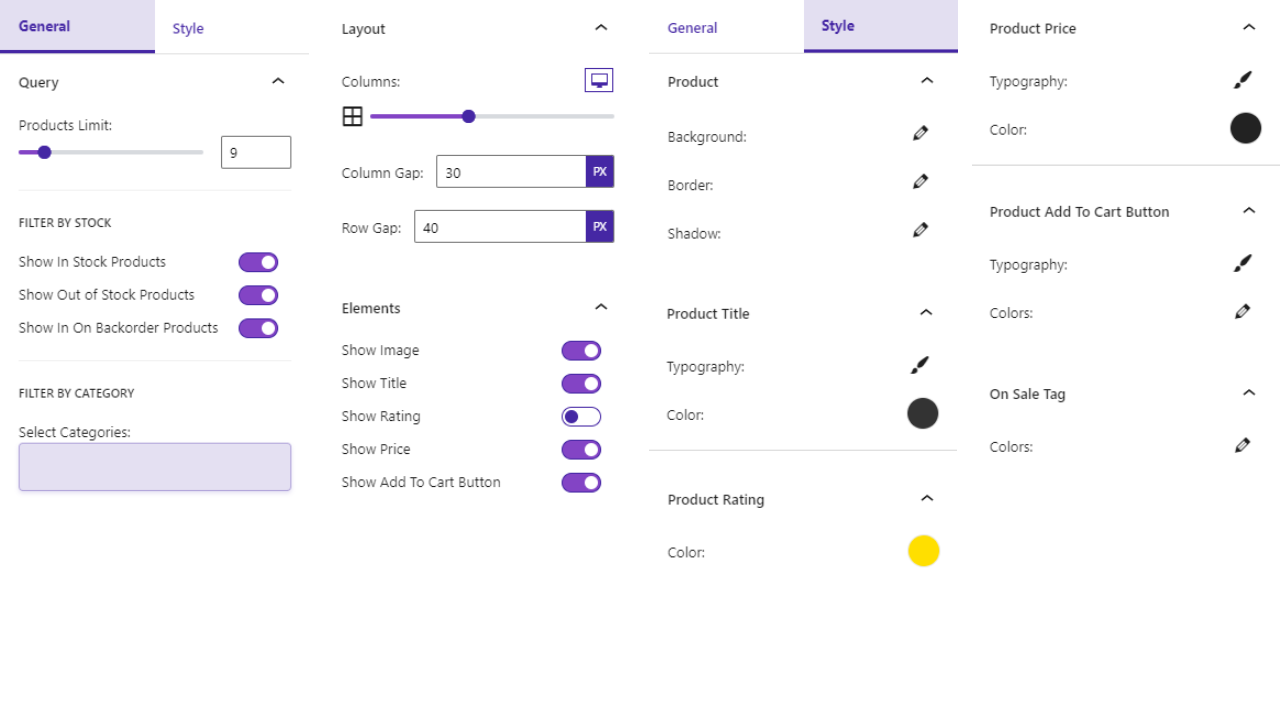 General
Style
Query
Products Limit:
9
FILTER BY STOCK
Show In Stock Products
Show Out of Stock Products
Show In On Backorder Products
FILTER BY CATEGORY
Select Categories:
Layout
Columns:
Column Gap: 30 PX
Row Gap: 40 PX
Elements
Show Image
Show Title
Show Rating
Show Price
Show Add To Cart Button
General
Style
Product
Background:
Border:
Shadow:
Product Title
Typography:
Color:
Product Rating
Color:
Product Price
Typography:
Color:
Product Add To Cart Button
Typography:
Colors:
On Sale Tag
Colors: